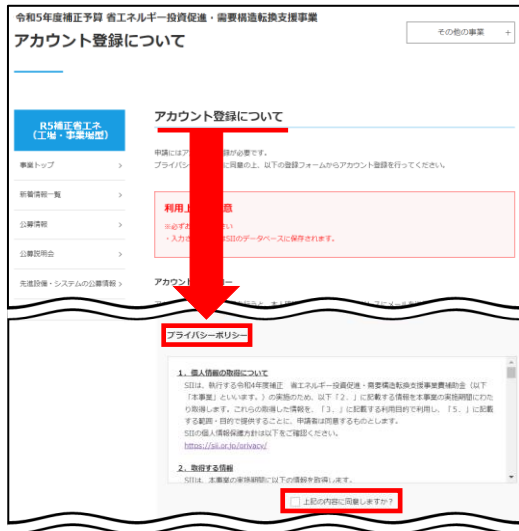 令和5年度補正予算 省エネルギー投資促進・需要構造転換支援事業
アカウント登録について
その他の事業 +
R5補正省エネ
（工場・事業場型）
事業トップ >
新着情報一覧 >
公募情報 >
公募説明会 >
先進設備・システムの公募情報 >
アカウント登録について
申請にはア 録が必要です。
プライバシ に同意の上、以下の登録フォームからアカウント登録を行ってください。
利用上 意
※必ずお さい
・入力さ SIIのデータベースに保存されます。
アカウント シー
プライバシーポリシー
1．個人情報の取得について
SIIは、執行する令和4年度補正 省エネルギー投資促進・需要構造転換支援事業費補助金（以下
「本事業」といいます。）の実施のため、以下「2．」に記載する情報を本事業の実施期間にわた
り取得します。これらの取得した情報を、「3．」に記載する利用目的で利用し、「5．」に記載
する範囲・目的で提供することに、申請者は同意するものとします。
SIIの個人情報保護方針は以下をご確認ください。
https://sii.or.jp/privacy/
2．取得する情報
SIIは、本事業の実施期間に以下の情報を取得します。
上記の内容に同意しますか？